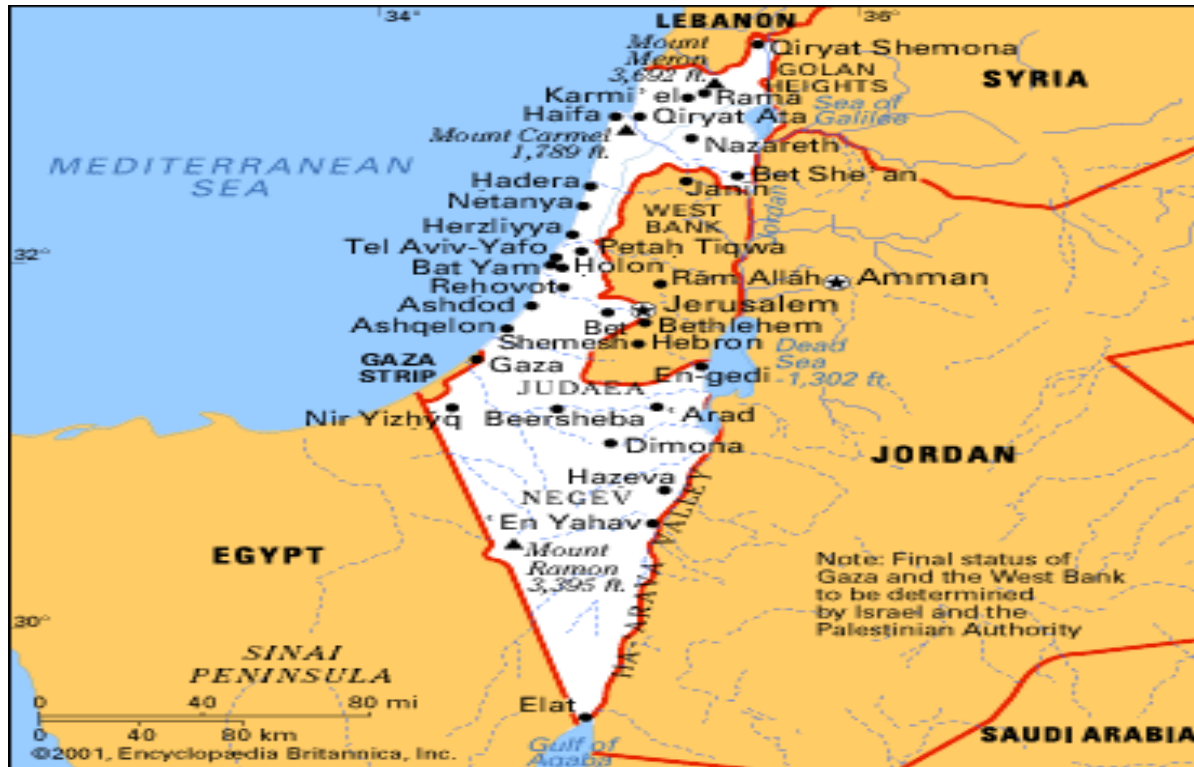 34°
36°
LEBANON
Mount
Meron
3,692 ft.
Qiryat Shemona
GOLAN
HEIGHTS
SYRIA
Karmi'el
Rama
Sea of
Galilee
Haifa
Qiryat Ata
Mount Carmel
1,789 ft.
Nazareth
MEDITERRANEAN
SEA
Bet She'an
Hadera
Janin
Netanya
WEST
BANK
Jordan
Herzliyya
Tel Aviv-Yafo
Petah Tiqwa
32°
Bat Yam
Holon
Rām Allāh
Amman
Rehovot
Ashdod
Jerusalem
Ashqelon
Bet
Shemesh
Bethlehem
Hebron
Dead
Sea
-1,302 ft.
GAZA
STRIP
Gaza
En-gedi
JUDAEA
Nir Yizhyq
Beersheba
'Arad
Dimona
JORDAN
Hazeva
NEGEV
'En Yahav
HA-'ARAVA VALLEY
EGYPT
Mount
Ramon
3,395 ft.
Note: Final status of
Gaza and the West Bank
to be determined
by Israel and the
Palestinian Authority
30°
SINAI
PENINSULA
0 40 80 mi
0 40 80 km
Elat
Gulf of
Aqaba
SAUDI ARABIA
©2001, Encyclopædia Britannica, Inc.